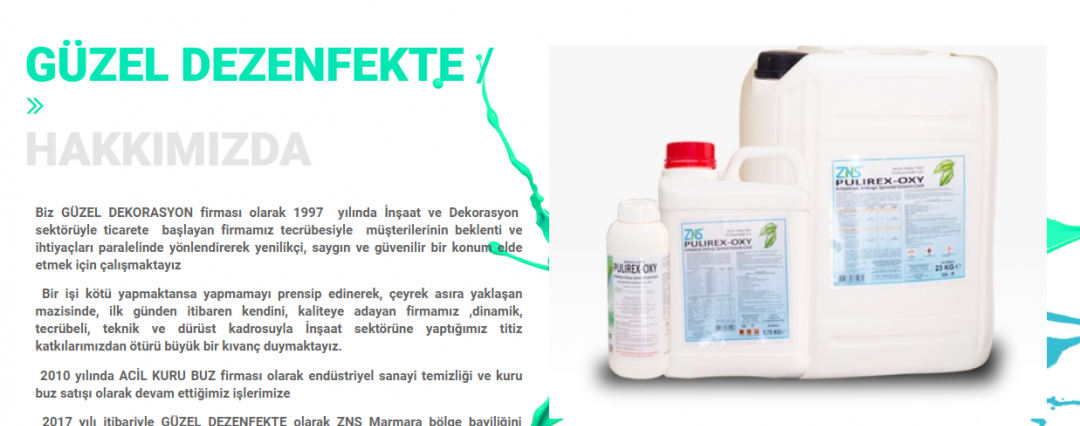 GÜZEL DEZENFEKTE /
»
HAKKIMIZDA
Biz GÜZEL DEKORASYON firması olarak 1997 yılında İnşaat ve Dekorasyon
sektörüyle ticarete başlayan firmamız tecrübesiyle müşterilerinin beklenti ve
ihtiyaçları paralelinde yönlendirerek yenilikçi, saygın ve güvenilir bir konum elde
etmek için çalışmaktayız
Bir işi kötü yapmaktansa yapmamayı prensip edinerek, çeyrek asıra yaklaşan
mazisinde, ilk günden itibaren kendini, kaliteye adayan firmamız ,dinamik,
tecrübeli, teknik ve dürüst kadrosuyla İnşaat sektörüne yaptığımız titiz
katkılarımızdan ötürü büyük bir kıvanç duymaktayız.
2010 yılında ACİL KURU BUZ firması olarak endüstriyel sanayi temizliği ve kuru
buz satışı olarak devam ettiğimiz işlerimize
2017 yılı itibariyle GÜZEL DEZENFEKTE olarak ZNS Marmara bölge bayiliğini
PULIREX-OXY
ZNS
PULIREX-OXY
5,75 KG e
ZNS
PULIREX-OXY
23 KG e